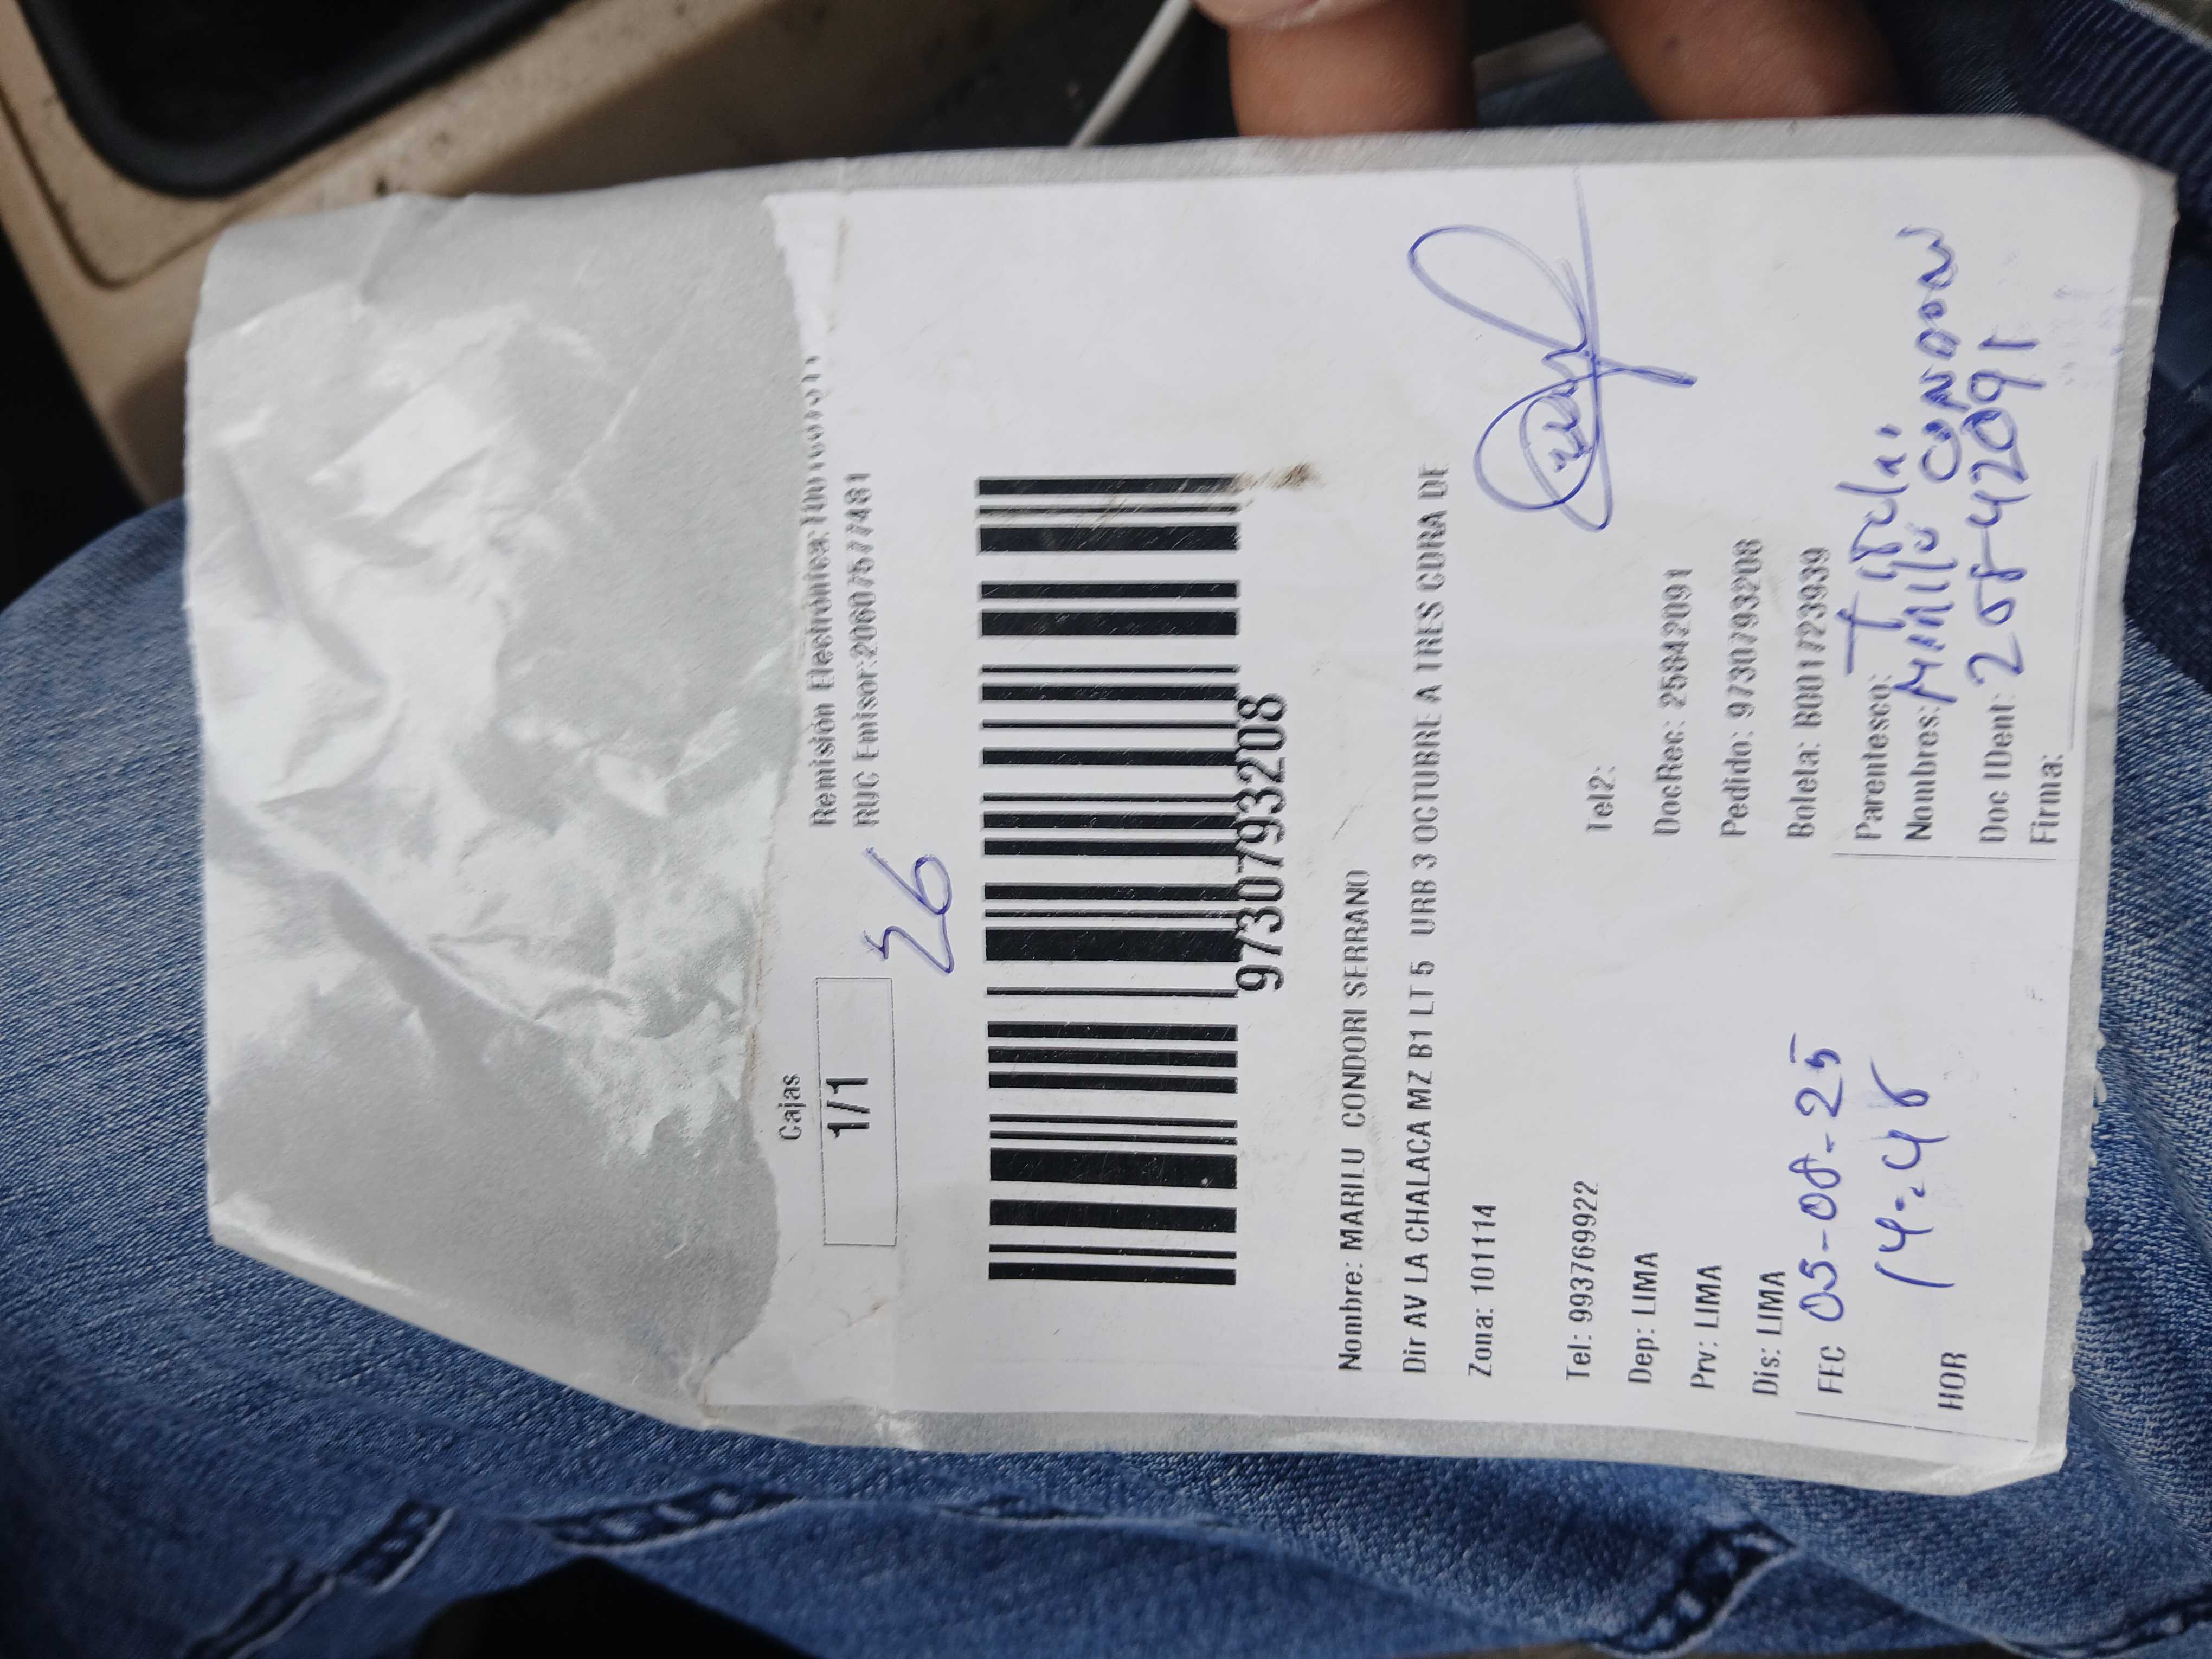 Cajas
1/1
Remisión Electrónica:
RUC Emisor:20607577481
26
9730793208
Nombre: MARILU CONDORI SERRANO
Dir AV LA CHALACA MZ B1 LT 5 URB 3 OCTUBRE A TRES CURA DE
Zona: 101114
Tel: 993769922
Tel2:
Dep: LIMA
DocRec: 25842091
Prv: LIMA
Pedido: 9730793208
Dis: LIMA
Boleta: B001723939
FEC 05-08-25
HOR 14:48
Parentesco: Titular
Nombres: Marilu Condori
Doc IDent: 25842091
Firma: